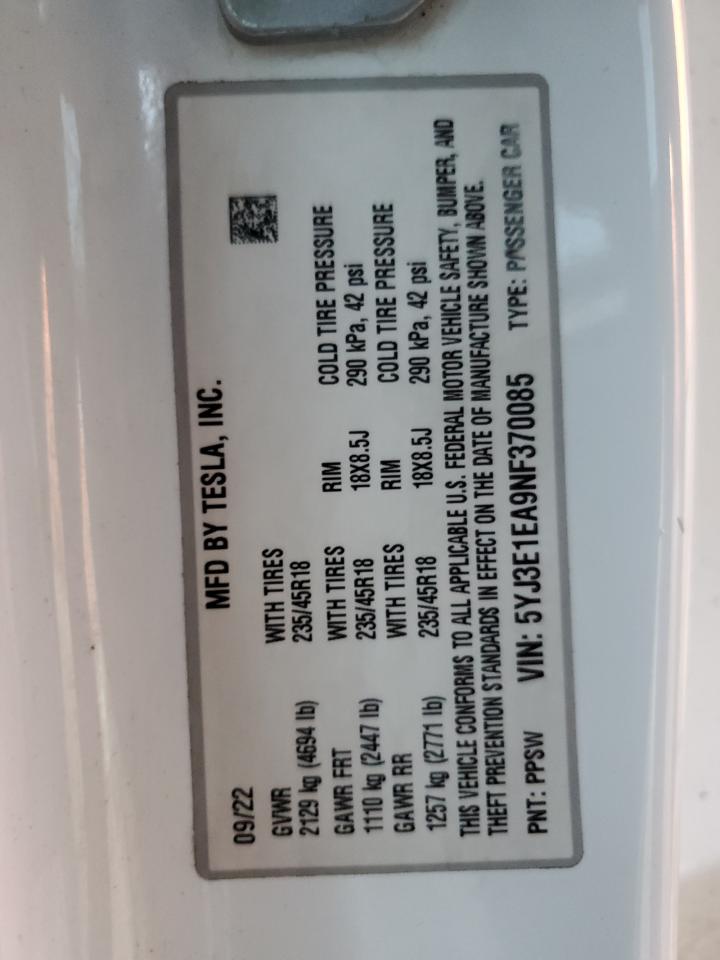 MFD BY TESLA, INC.
09/22
GVWR WITH TIRES
2129 kg (4694 lb) 235/45R18
GAWR FRT WITH TIRES RIM COLD TIRE PRESSURE
1110 kg (2447 lb) 235/45R18 18X8.5J 290 kPa, 42 psi
GAWR RR WITH TIRES RIM COLD TIRE PRESSURE
1257 kg (2771 lb) 235/45R18 18X8.5J 290 kPa, 42 psi
THIS VEHICLE CONFORMS TO ALL APPLICABLE U.S. FEDERAL MOTOR VEHICLE SAFETY, BUMPER, AND
THEFT PREVENTION STANDARDS IN EFFECT ON THE DATE OF MANUFACTURE SHOWN ABOVE.
PNT: PPSW VIN: 5YJ3E1EA9NF370085 TYPE: PASSENGER CAR